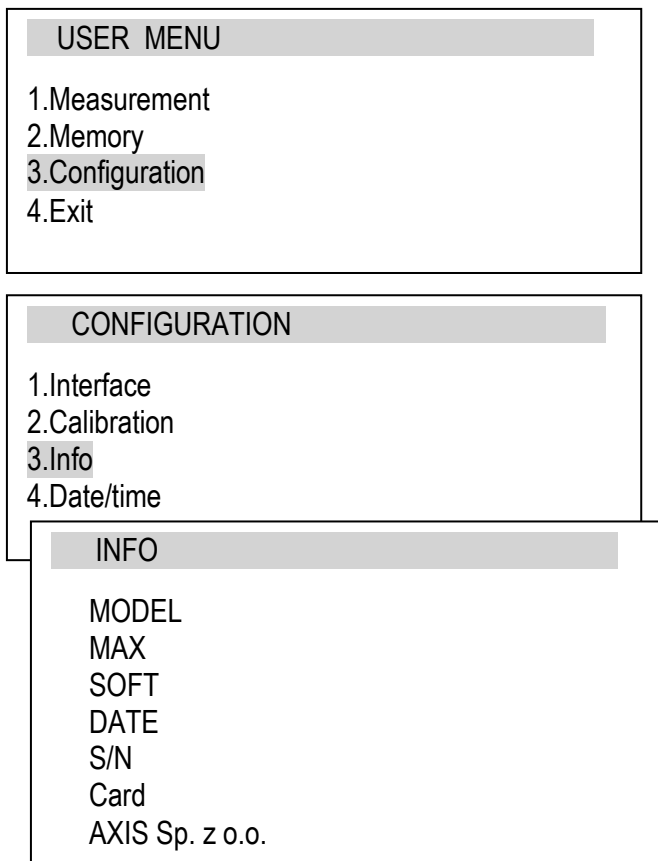 USER MENU
1.Measurement
2.Memory
3.Configuration
4.Exit
CONFIGURATION
1.Interface
2.Calibration
3.Info
4.Date/time
INFO
MODEL
MAX
SOFT
DATE
S/N
Card
AXIS Sp. z o.o.